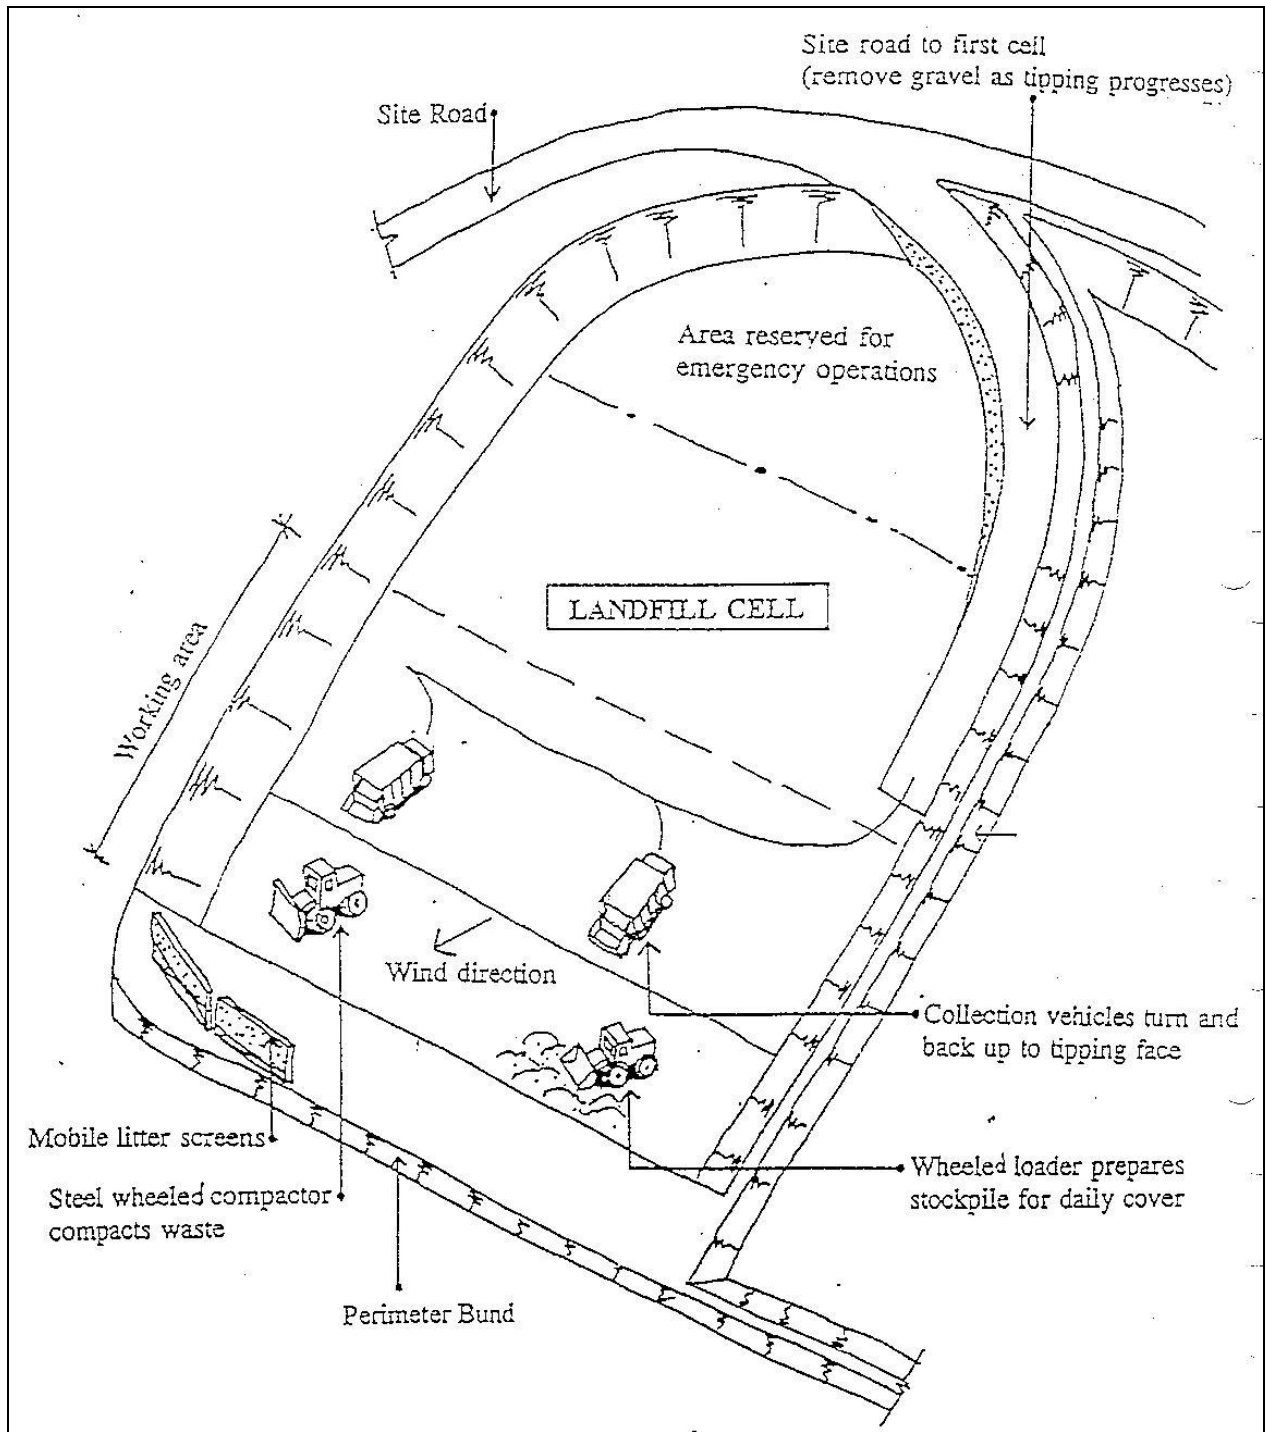 Site road to first cell
(remove gravel as tipping progresses)
Site Road
Area reserved for
emergency operations
LANDFILL CELL
Working area
Wind direction
Collection vehicles turn and
back up to tipping face
Mobile litter screens
Wheeled loader prepares
stockpile for daily cover
Steel wheeled compactor
compacts waste
Perimeter Bund